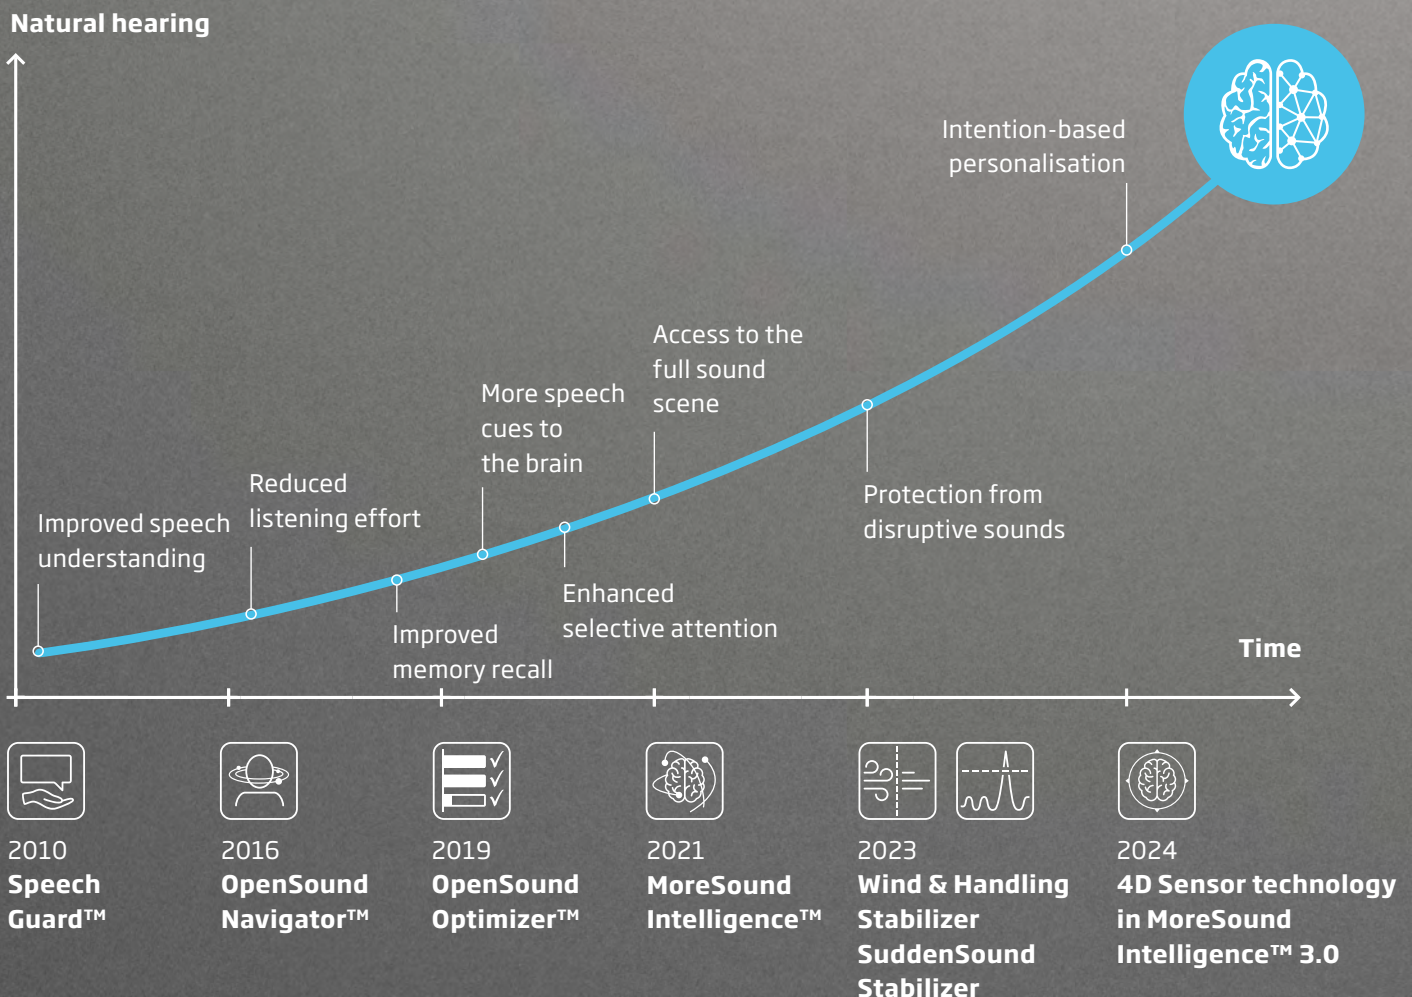 Natural hearing
Intention-based
personalisation
Access to the
full sound
scene
More speech
cues to
the brain
Reduced
listening effort
Improved speech
understanding
Protection from
disruptive sounds
Enhanced
selective attention
Improved
memory recall
Time
2010
Speech
Guard™
2016
OpenSound
Navigator™
2019
OpenSound
Optimizer™
2021
MoreSound
Intelligence™
2023
Wind & Handling
Stabilizer
SuddenSound
Stabilizer
2024
4D Sensor technology
in MoreSound
Intelligence™ 3.0